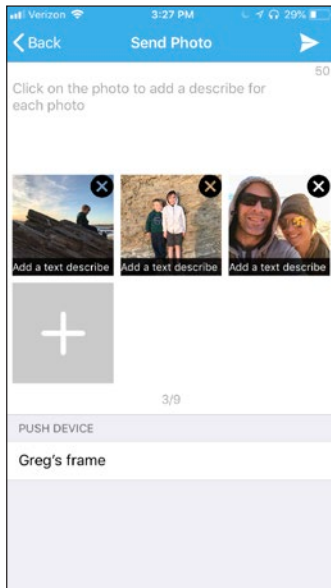 Verizon 3:27 PM 29%
Back Send Photo
50
Click on the photo to add a describe for
each photo
Add a text describe Add a text describe Add a text describe
3/9
PUSH DEVICE
Greg's frame